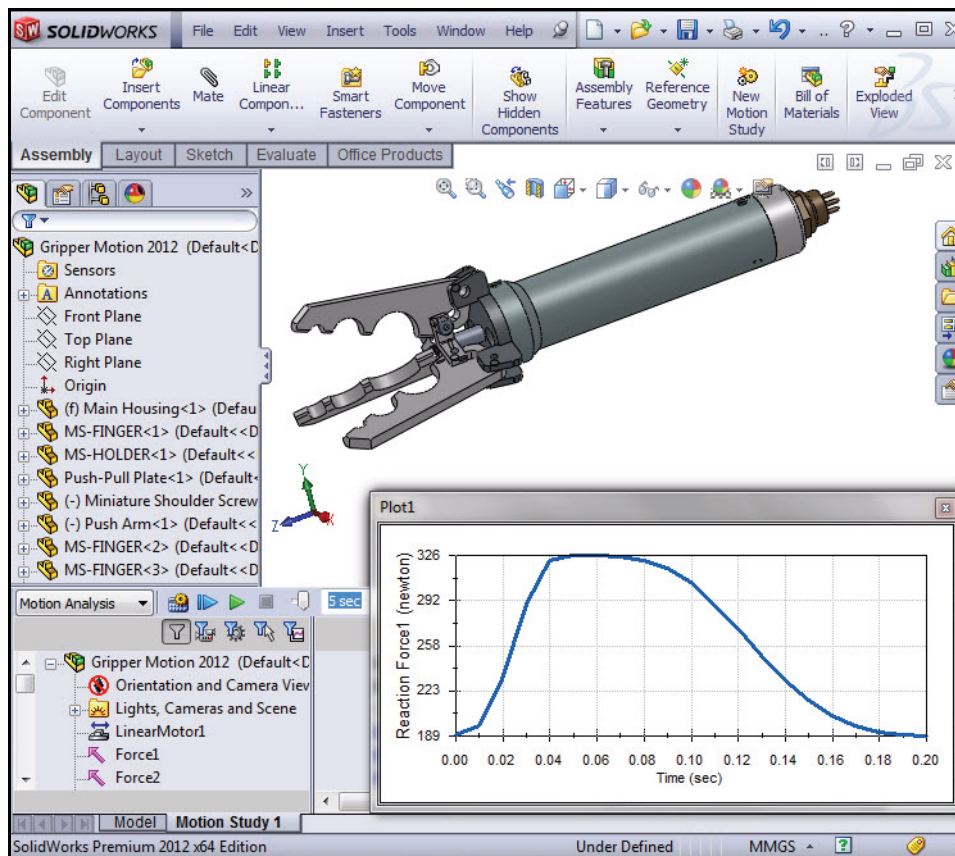 SW SOLIDWORKS File Edit View Insert Tools Window Help
Edit Component
Insert Components
Mate
Linear Compon...
Smart Fasteners
Move Component
Show Hidden Components
Assembly Features
Reference Geometry
New Motion Study
Bill of Materials
Exploded View
Assembly Layout Sketch Evaluate Office Products
Gripper Motion 2012 (Default<D
Sensors
A Annotations
Front Plane
Top Plane
Right Plane
Origin
(f) Main Housing<1> (Defau
MS-FINGER<1> (Default<<D
MS-HOLDER<1> (Default<<
Push-Pull Plate<1> (Default<
(-) Miniature Shoulder Screw
(-) Push Arm<1> (Default<<
MS-FINGER<2> (Default<<D
MS-FINGER<3> (Default<<D
Y
Z X
Plot1
Reaction Force1 (newton)
326
292
258
223
189
0.00 0.02 0.04 0.06 0.08 0.10 0.12 0.14 0.16 0.18 0.20
Time (sec)
Motion Analysis 5 sec
Gripper Motion 2012 (Default<D
Orientation and Camera View
Lights, Cameras and Scene
LinearMotor1
Force1
Force2
Model Motion Study 1
SolidWorks Premium 2012 x64 Edition Under Defined MMGS ?